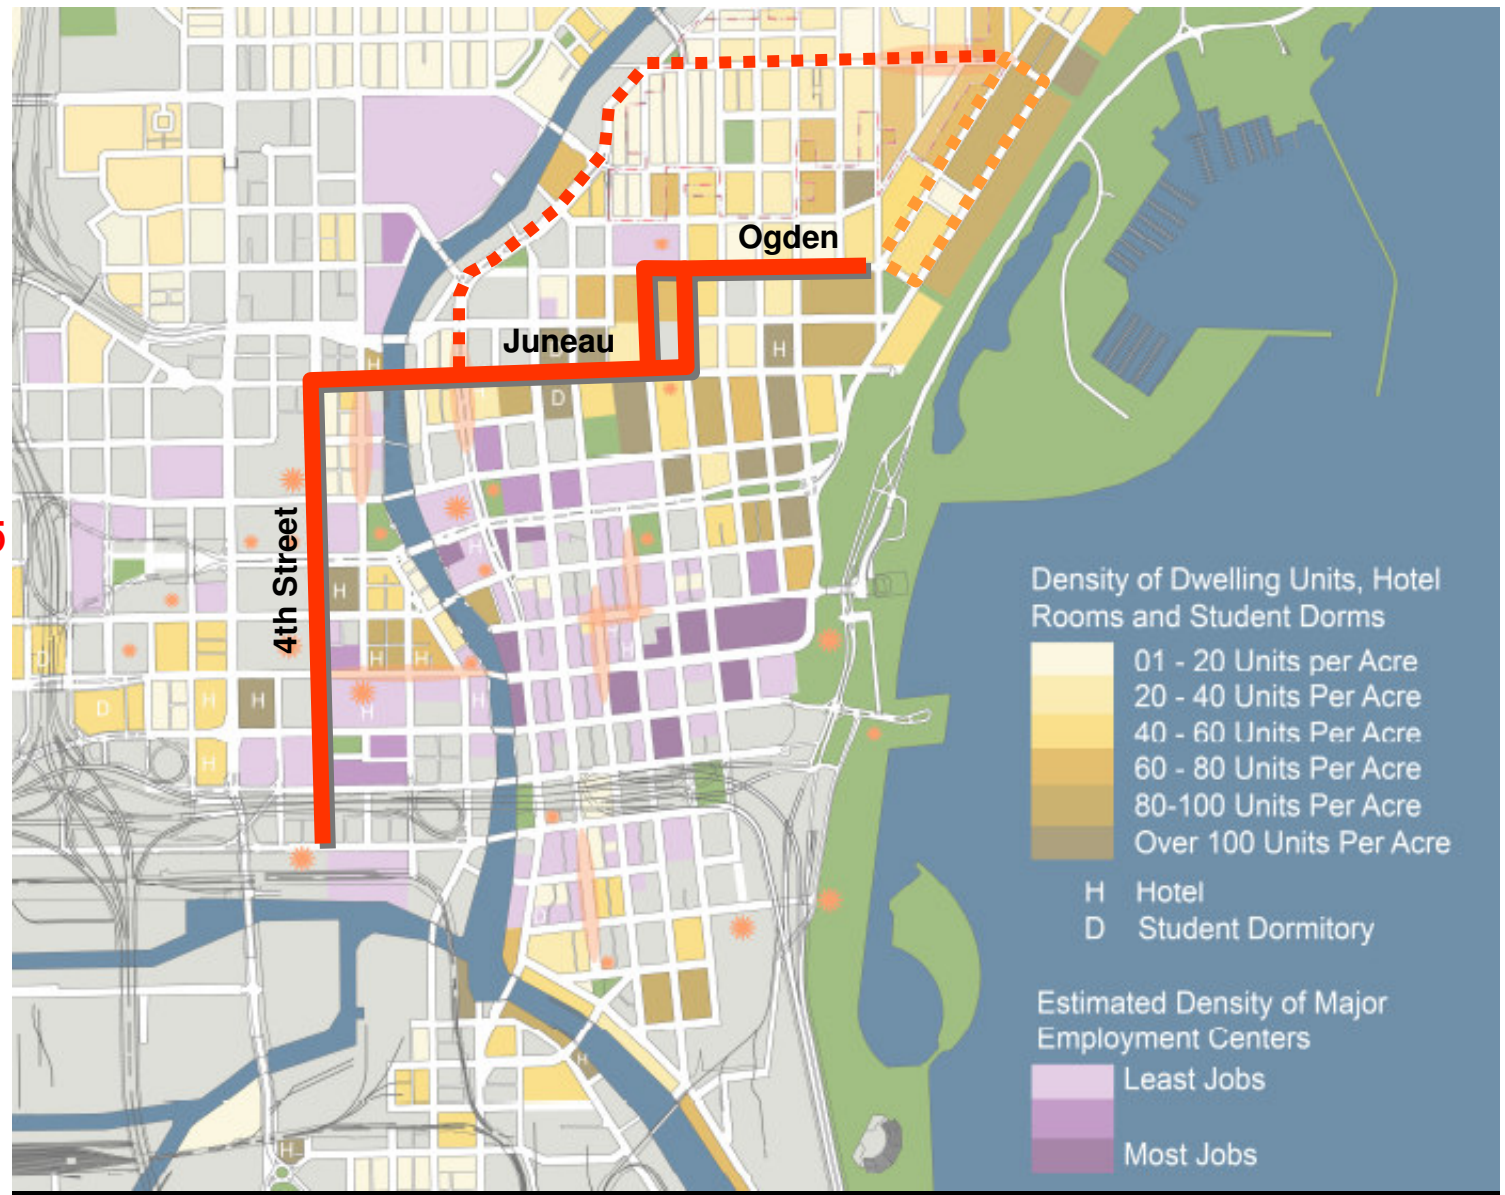 Ogden
Juneau
D
H
H
D
4th Street
5
H
H
H
H
H
D
H
H
D
H
H
H
H
H
H
H
Density of Dwelling Units, Hotel
Rooms and Student Dorms
01 - 20 Units per Acre
20 - 40 Units Per Acre
40 - 60 Units Per Acre
60 - 80 Units Per Acre
80-100 Units Per Acre
Over 100 Units Per Acre
H Hotel
D Student Dormitory
Estimated Density of Major
Employment Centers
Least Jobs
Most Jobs